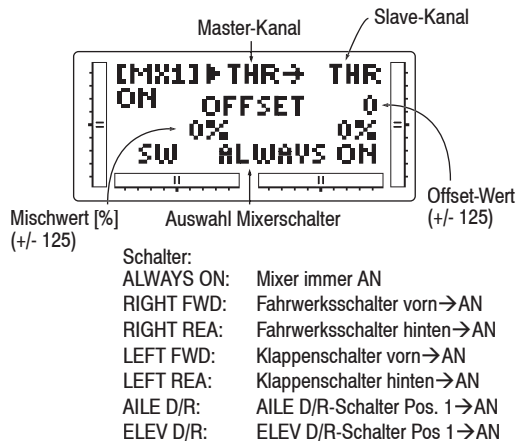 Master-Kanal
Slave-Kanal
[MX1]▶THR→ THR
ON OFFSET 0
0% 0%
SW ALWAYS ON
Mischwert [%]
(+/- 125)
Auswahl Mixerschalter
Offset-Wert
(+/- 125)
Schalter:
ALWAYS ON: Mixer immer AN
RIGHT FWD: Fahrwerksschalter vorn→AN
RIGHT REA: Fahrwerksschalter hinten→AN
LEFT FWD: Klappenschalter vorn→AN
LEFT REA: Klappenschalter hinten→AN
AILE D/R: AILE D/R-Schalter Pos. 1→AN
ELEV D/R: ELEV D/R-Schalter Pos 1→AN